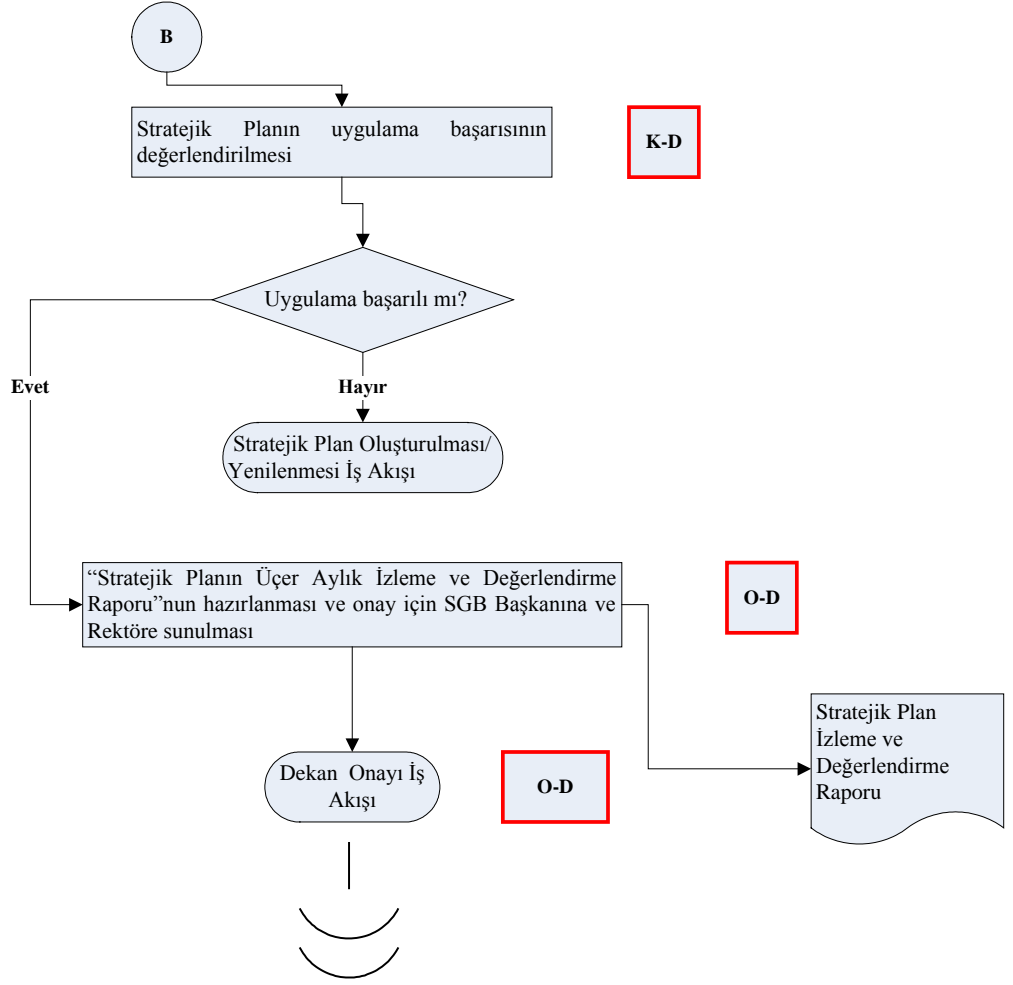 B
Stratejik Planın uygulama başarısının
değerlendirilmesi
K-D
Uygulama başarılı mı?
Evet
Hayır
Stratejik Plan Oluşturulması/
Yenilenmesi İş Akışı
“Stratejik Planın Üçer Aylık İzleme ve Değerlendirme
Raporu”nun hazırlanması ve onay için SGB Başkanına ve
Rektöre sunulması
O-D
Stratejik Plan
İzleme ve
Değerlendirme
Raporu
Dekan Onayı İş
Akışı
O-D